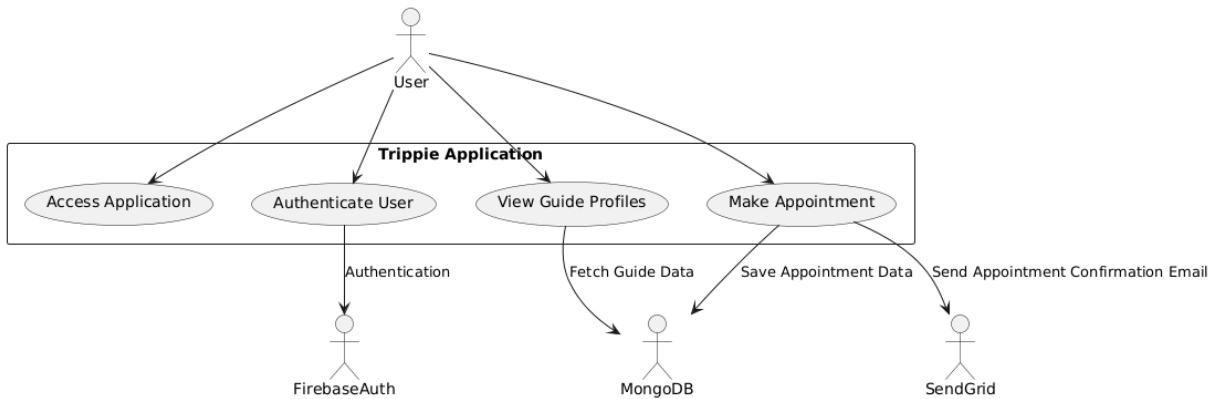 User
Trippie Application
Access Application
Authenticate User
View Guide Profiles
Make Appointment
Authentication
Fetch Guide Data
Save Appointment Data
Send Appointment Confirmation Email
FirebaseAuth
MongoDB
SendGrid